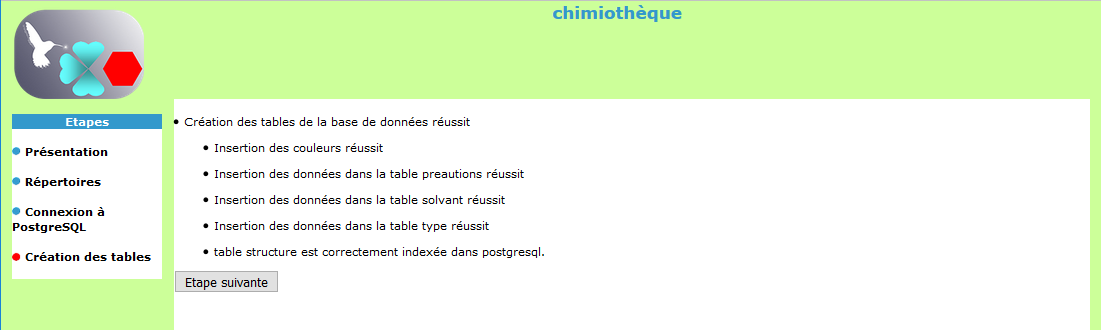 chimiothèque
Etapes
Présentation
Répertoires
Connexion à
PostgreSQL
Création des tables
Création des tables de la base de données réussit
Insertion des couleurs réussit
Insertion des données dans la table preautions réussit
Insertion des données dans la table solvant réussit
Insertion des données dans la table type réussit
table structure est correctement indexée dans postgresql.
Etape suivante